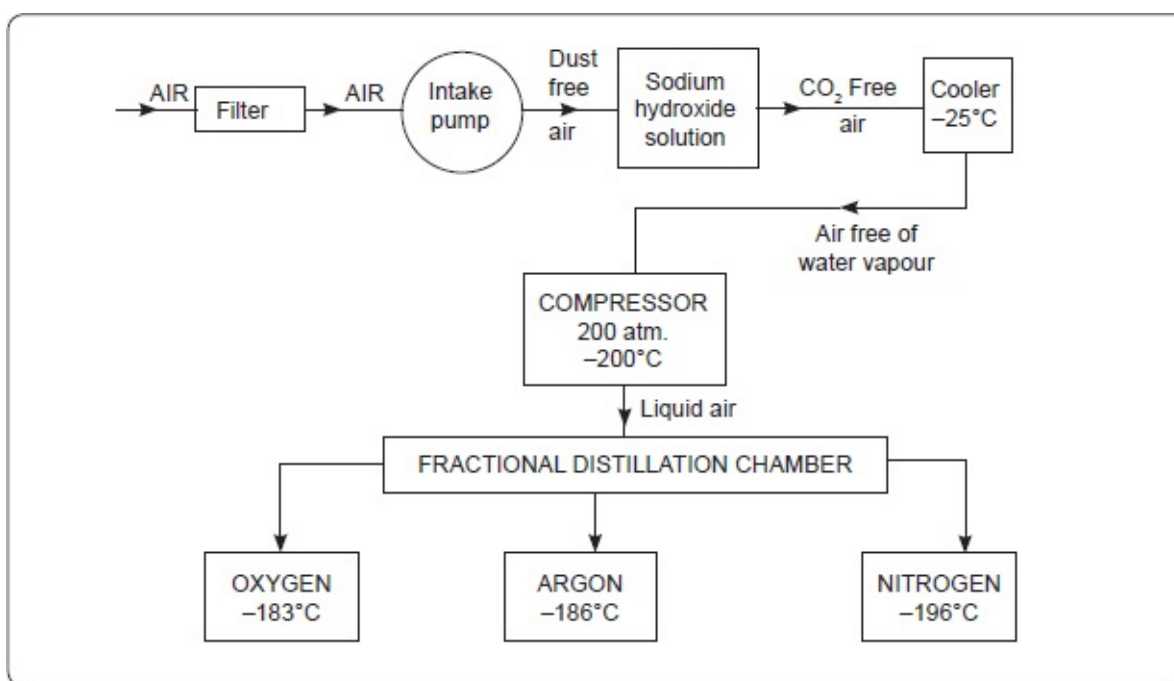 AIR
Filter
AIR
Intake
pump
Dust
free
air
Sodium
hydroxide
solution
CO₂ Free
air
Cooler
–25°C
Air free of
water vapour
COMPRESSOR
200 atm.
–200°C
Liquid air
FRACTIONAL DISTILLATION CHAMBER
OXYGEN
–183°C
ARGON
–186°C
NITROGEN
–196°C